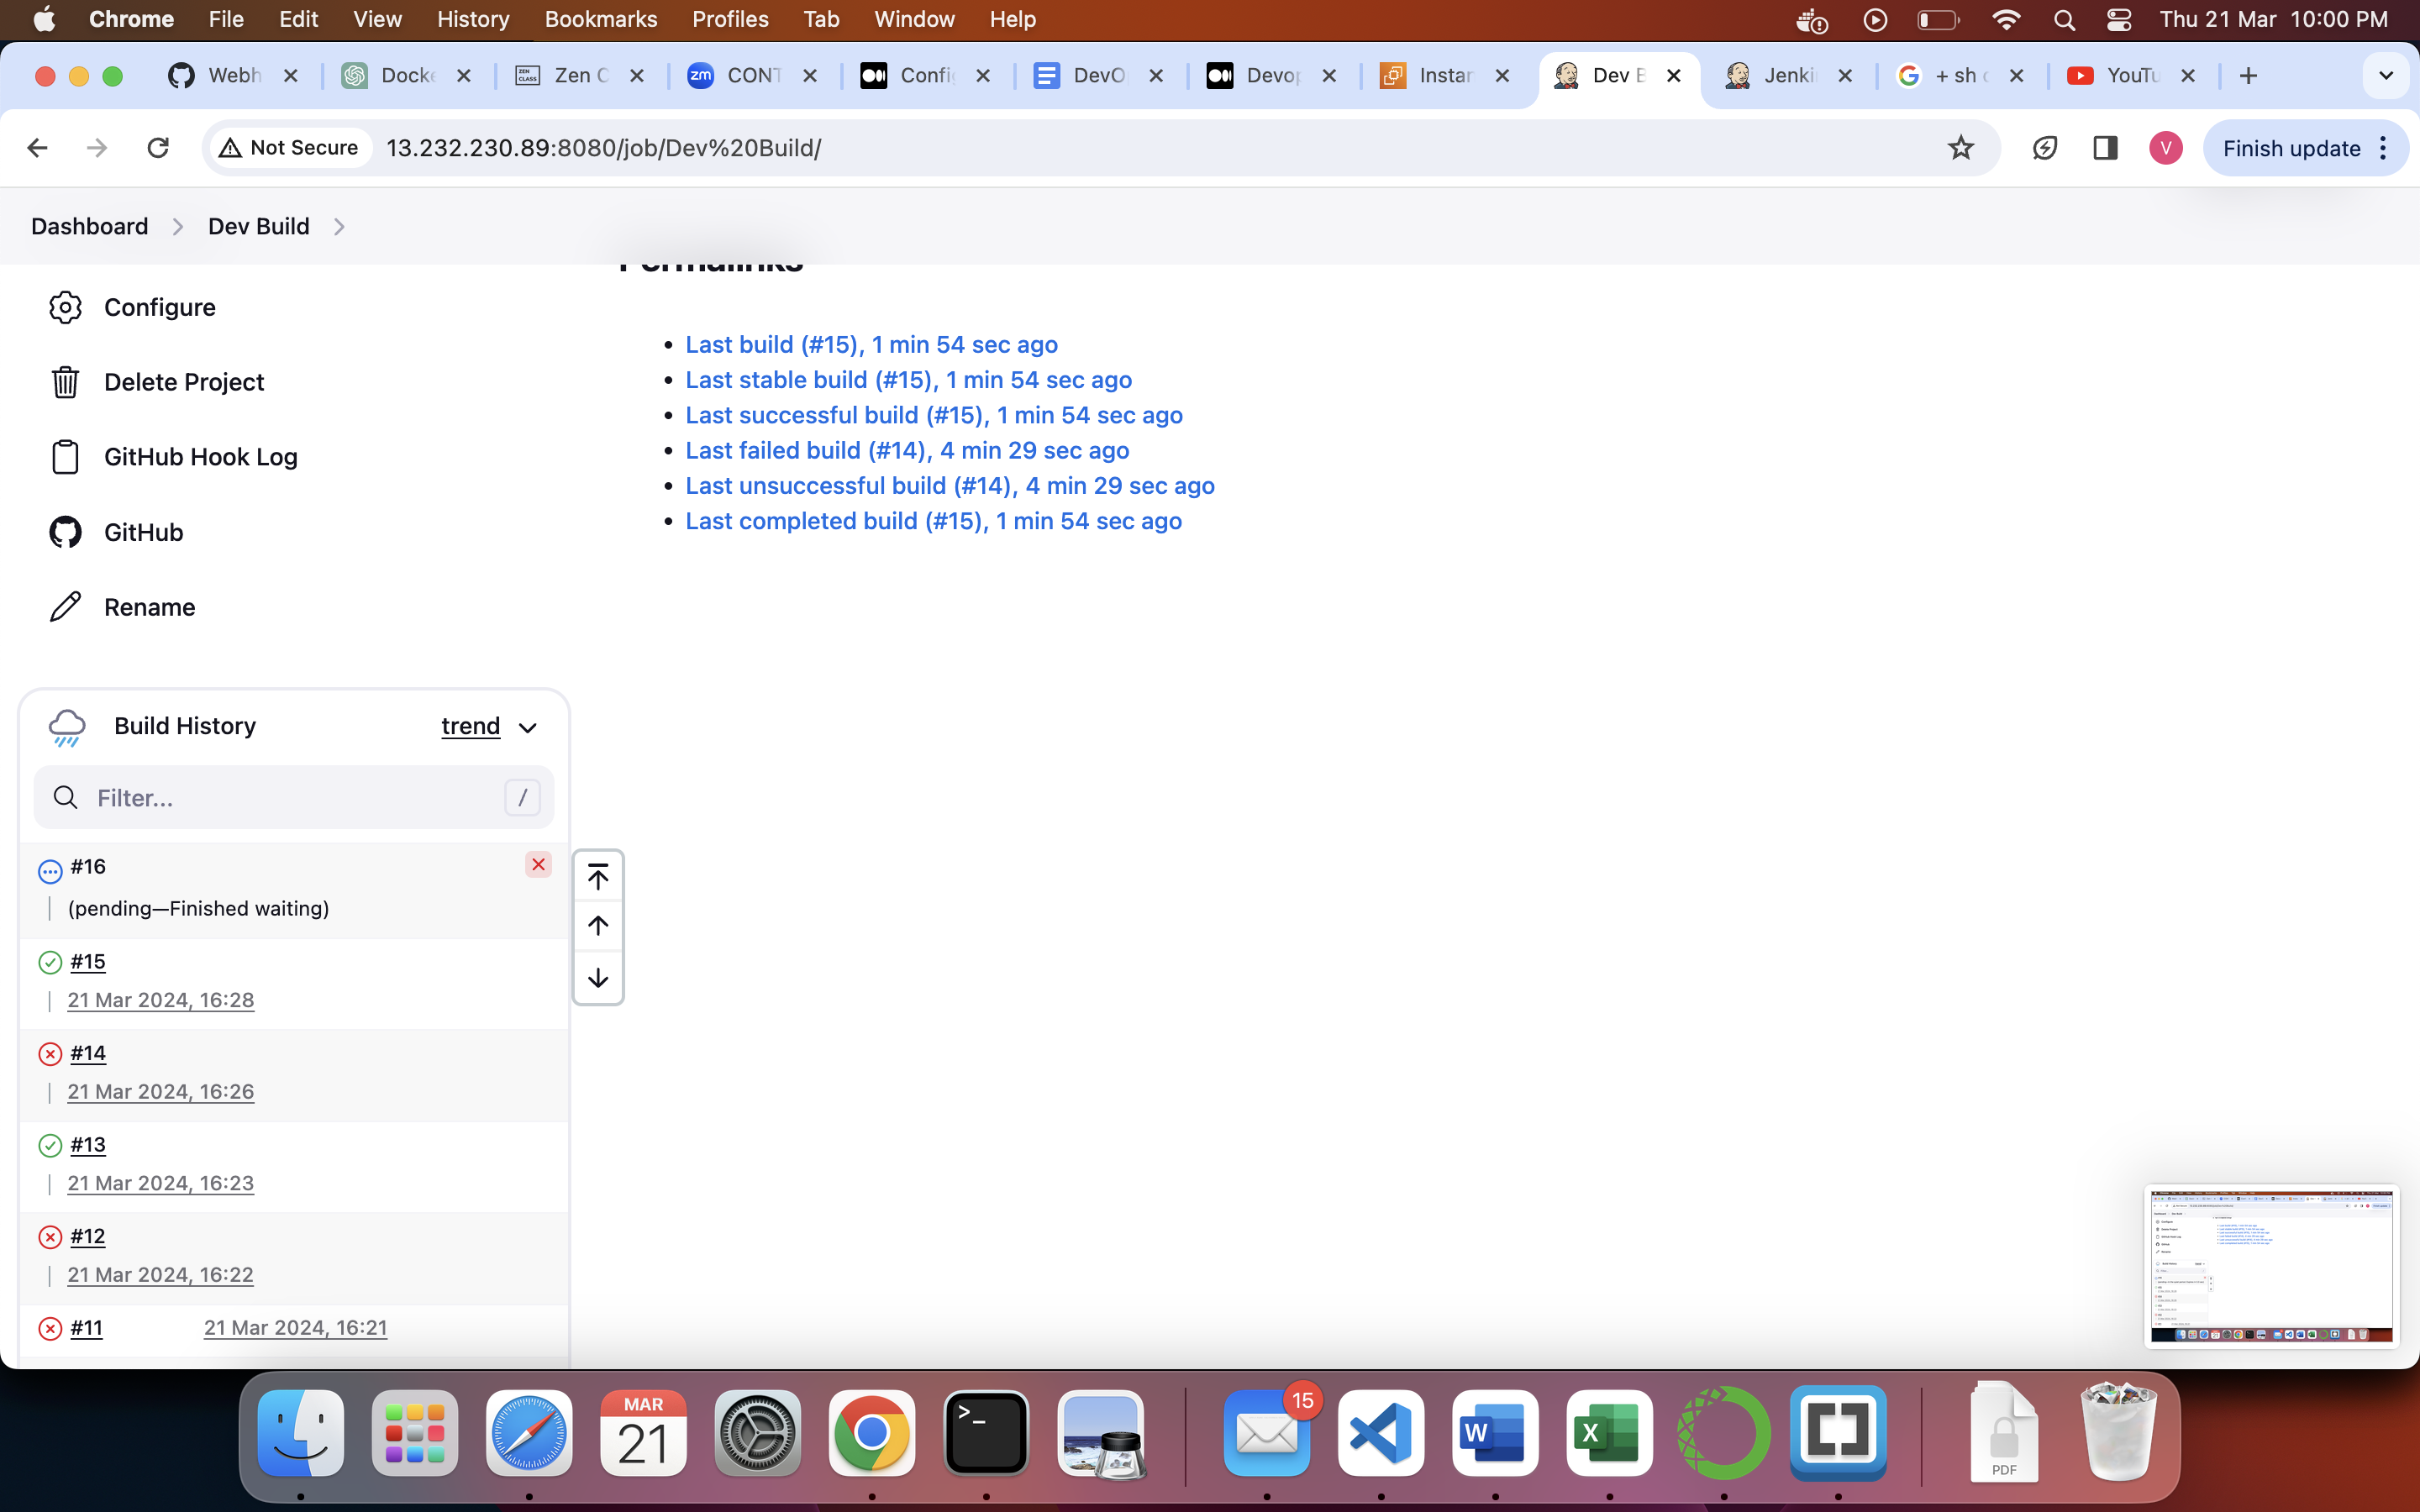 Chrome File Edit View History Bookmarks Profiles Tab Window Help Thu 21 Mar 10:00 PM
Webh Docke Zen C CONT Config DevO Devop Instar Dev B Jenki + sh c YouTu
Not Secure 13.232.230.89:8080/job/Dev%20Build/ V Finish update
Dashboard Dev Build
Permalinks
Configure
Delete Project
GitHub Hook Log
GitHub
Rename
Last build (#15), 1 min 54 sec ago
Last stable build (#15), 1 min 54 sec ago
Last successful build (#15), 1 min 54 sec ago
Last failed build (#14), 4 min 29 sec ago
Last unsuccessful build (#14), 4 min 29 sec ago
Last completed build (#15), 1 min 54 sec ago
Build History trend
Filter... /
#16
(pending—Finished waiting)
#15
21 Mar 2024, 16:28
#14
21 Mar 2024, 16:26
#13
21 Mar 2024, 16:23
#12
21 Mar 2024, 16:22
#11 21 Mar 2024, 16:21
MAR
21
15
PDF